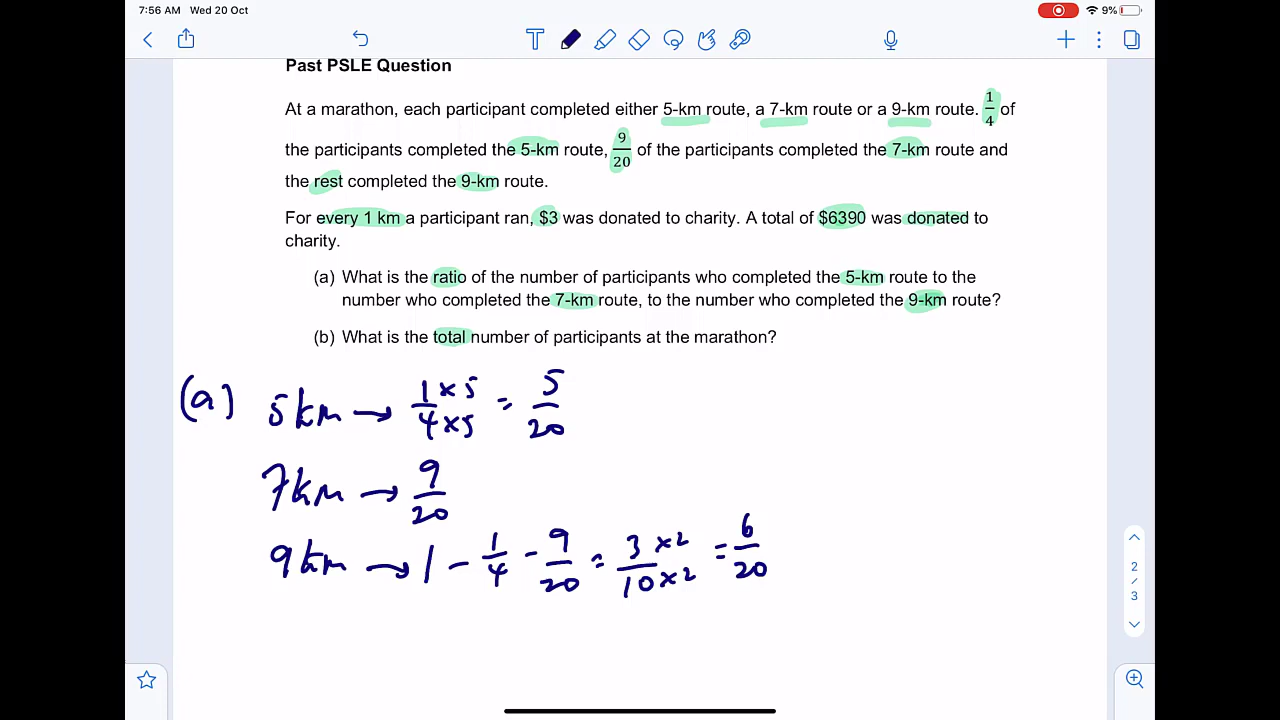 7:56 AM Wed 20 Oct
9%
T
Past PSLE Question
At a marathon, each participant completed either 5-km route, a 7-km route or a 9-km route. 1/4 of
the participants completed the 5-km route, 9/20 of the participants completed the 7-km route and
the rest completed the 9-km route.
For every 1 km a participant ran, $3 was donated to charity. A total of $6390 was donated to
charity.
(a) What is the ratio of the number of participants who completed the 5-km route to the
number who completed the 7-km route, to the number who completed the 9-km route?
(b) What is the total number of participants at the marathon?
(a) 5km → 1×5/4×5 = 5/20
7km → 9/20
9km → 1 - 1/4 - 9/20 = 3×2/10×2 = 6/20
2
/
3